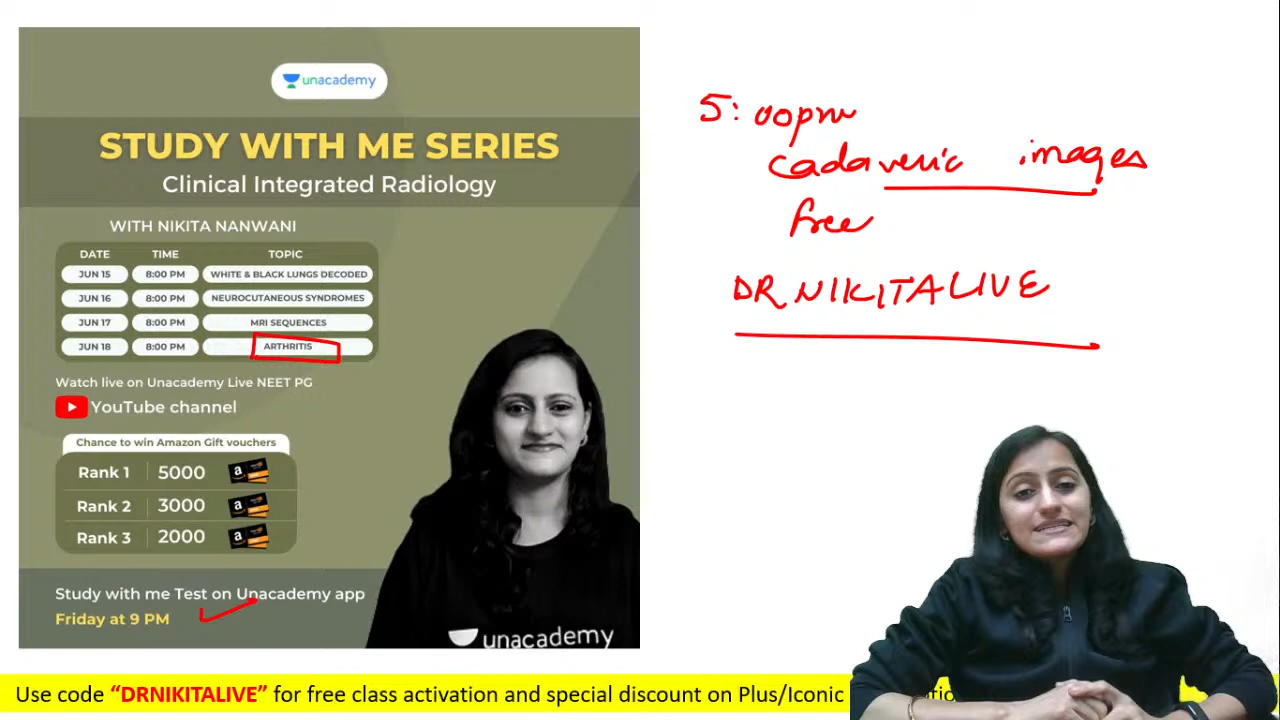 unacademy
STUDY WITH ME SERIES
Clinical Integrated Radiology
WITH NIKITA NANWANI
DATE TIME TOPIC
JUN 15 8:00 PM WHITE & BLACK LUNGS DECODED
JUN 16 8:00 PM NEUROCUTANEOUS SYNDROMES
JUN 17 8:00 PM MRI SEQUENCES
JUN 18 8:00 PM ARTHRITIS
Watch live on Unacademy Live NEET PG
YouTube channel
Chance to win Amazon Gift vouchers
Rank 1 5000
Rank 2 3000
Rank 3 2000
Study with me Test on Unacademy app
Friday at 9 PM
unacademy
5:00pm
cadaveric images
free
DRNIKITALIVE
Use code “DRNIKITALIVE” for free class activation and special discount on Plus/Iconic